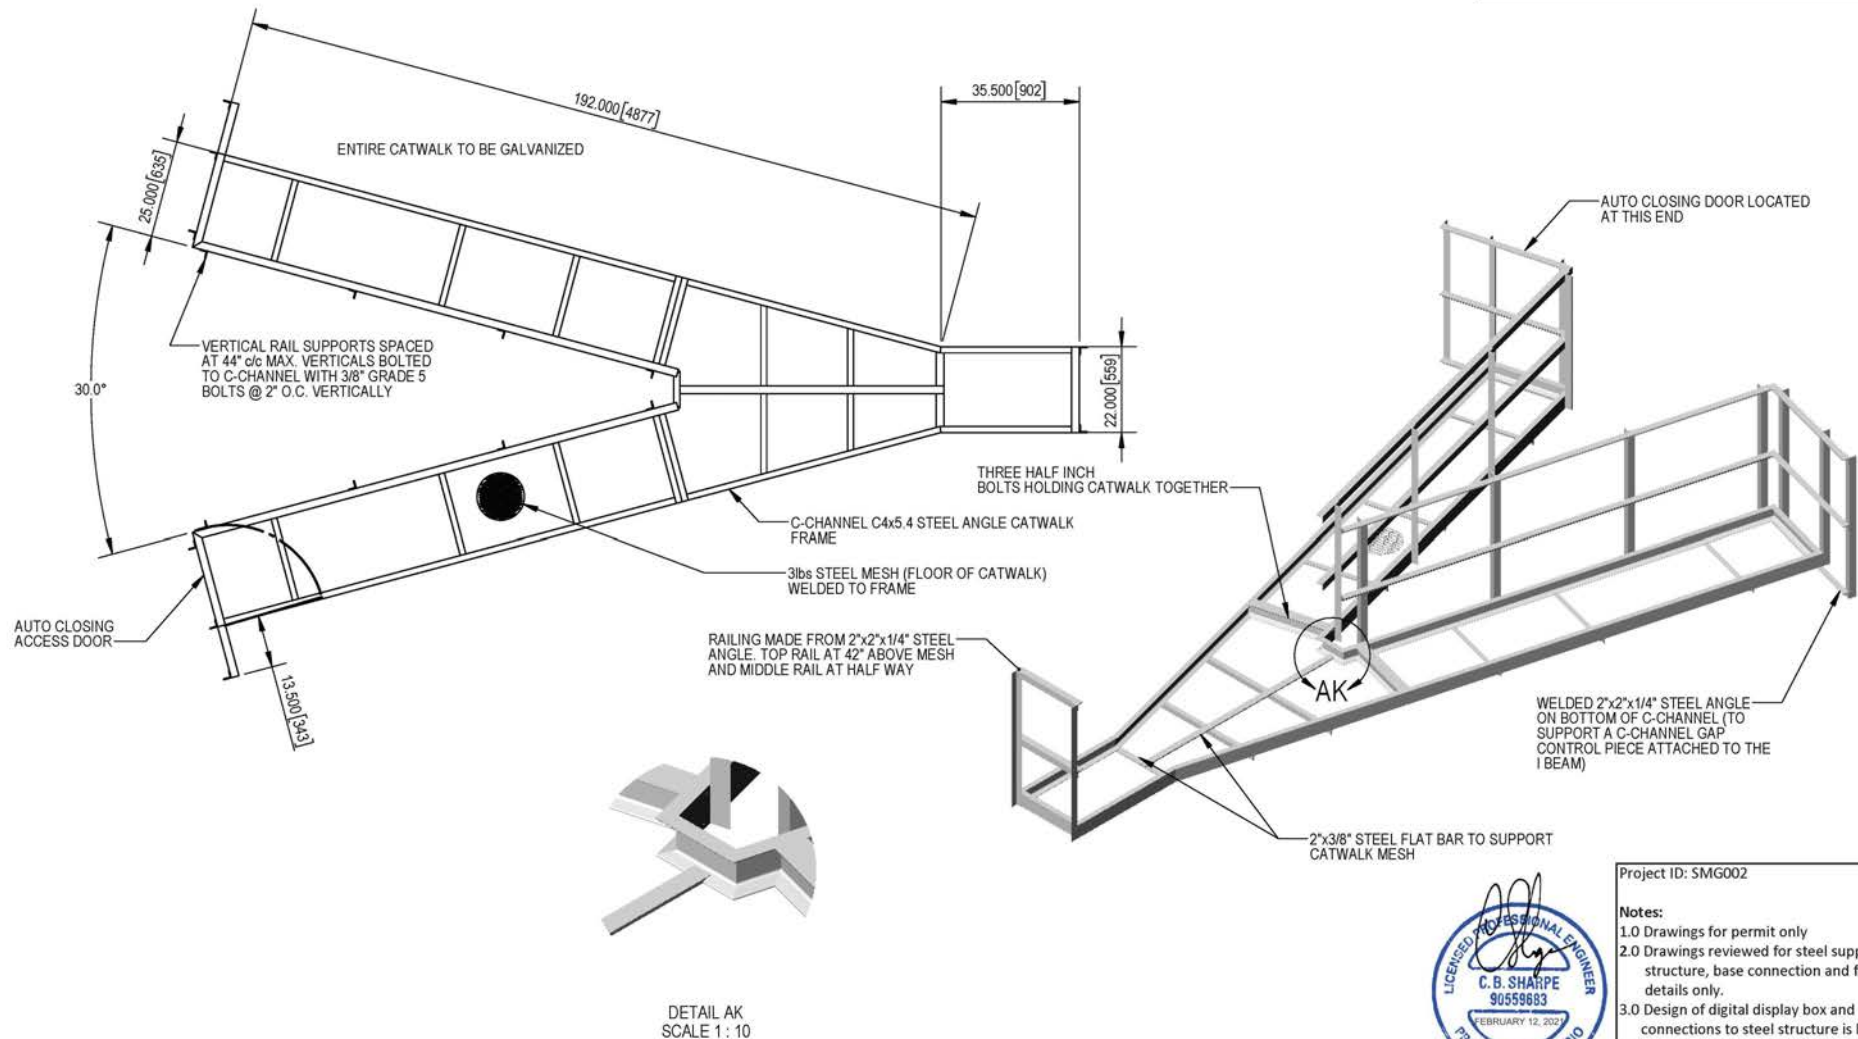 192.000[4877]
35.500[902]
ENTIRE CATWALK TO BE GALVANIZED
25.000[635]
AUTO CLOSING DOOR LOCATED
AT THIS END
VERTICAL RAIL SUPPORTS SPACED
AT 44" c/c MAX. VERTICALS BOLTED
TO C-CHANNEL WITH 3/8" GRADE 5
BOLTS @ 2" O.C. VERTICALLY
30.0°
22.000[559]
THREE HALF INCH
BOLTS HOLDING CATWALK TOGETHER
C-CHANNEL C4x5.4 STEEL ANGLE CATWALK
FRAME
3lbs STEEL MESH (FLOOR OF CATWALK)
WELDED TO FRAME
AUTO CLOSING
ACCESS DOOR
13.500[343]
RAILING MADE FROM 2"x2"x1/4" STEEL
ANGLE. TOP RAIL AT 42" ABOVE MESH
AND MIDDLE RAIL AT HALF WAY
AK
WELDED 2"x2"x1/4" STEEL ANGLE
ON BOTTOM OF C-CHANNEL (TO
SUPPORT A C-CHANNEL GAP
CONTROL PIECE ATTACHED TO THE
I BEAM)
2"x3/8" STEEL FLAT BAR TO SUPPORT
CATWALK MESH
DETAIL AK
SCALE 1 : 10
LICENSED PROFESSIONAL ENGINEER
C. B. SHARPE
90559683
FEBRUARY 12, 2021
Project ID: SMG002
Notes:
1.0 Drawings for permit only
2.0 Drawings reviewed for steel supp
structure, base connection and f
details only.
3.0 Design of digital display box and
connections to steel structure is